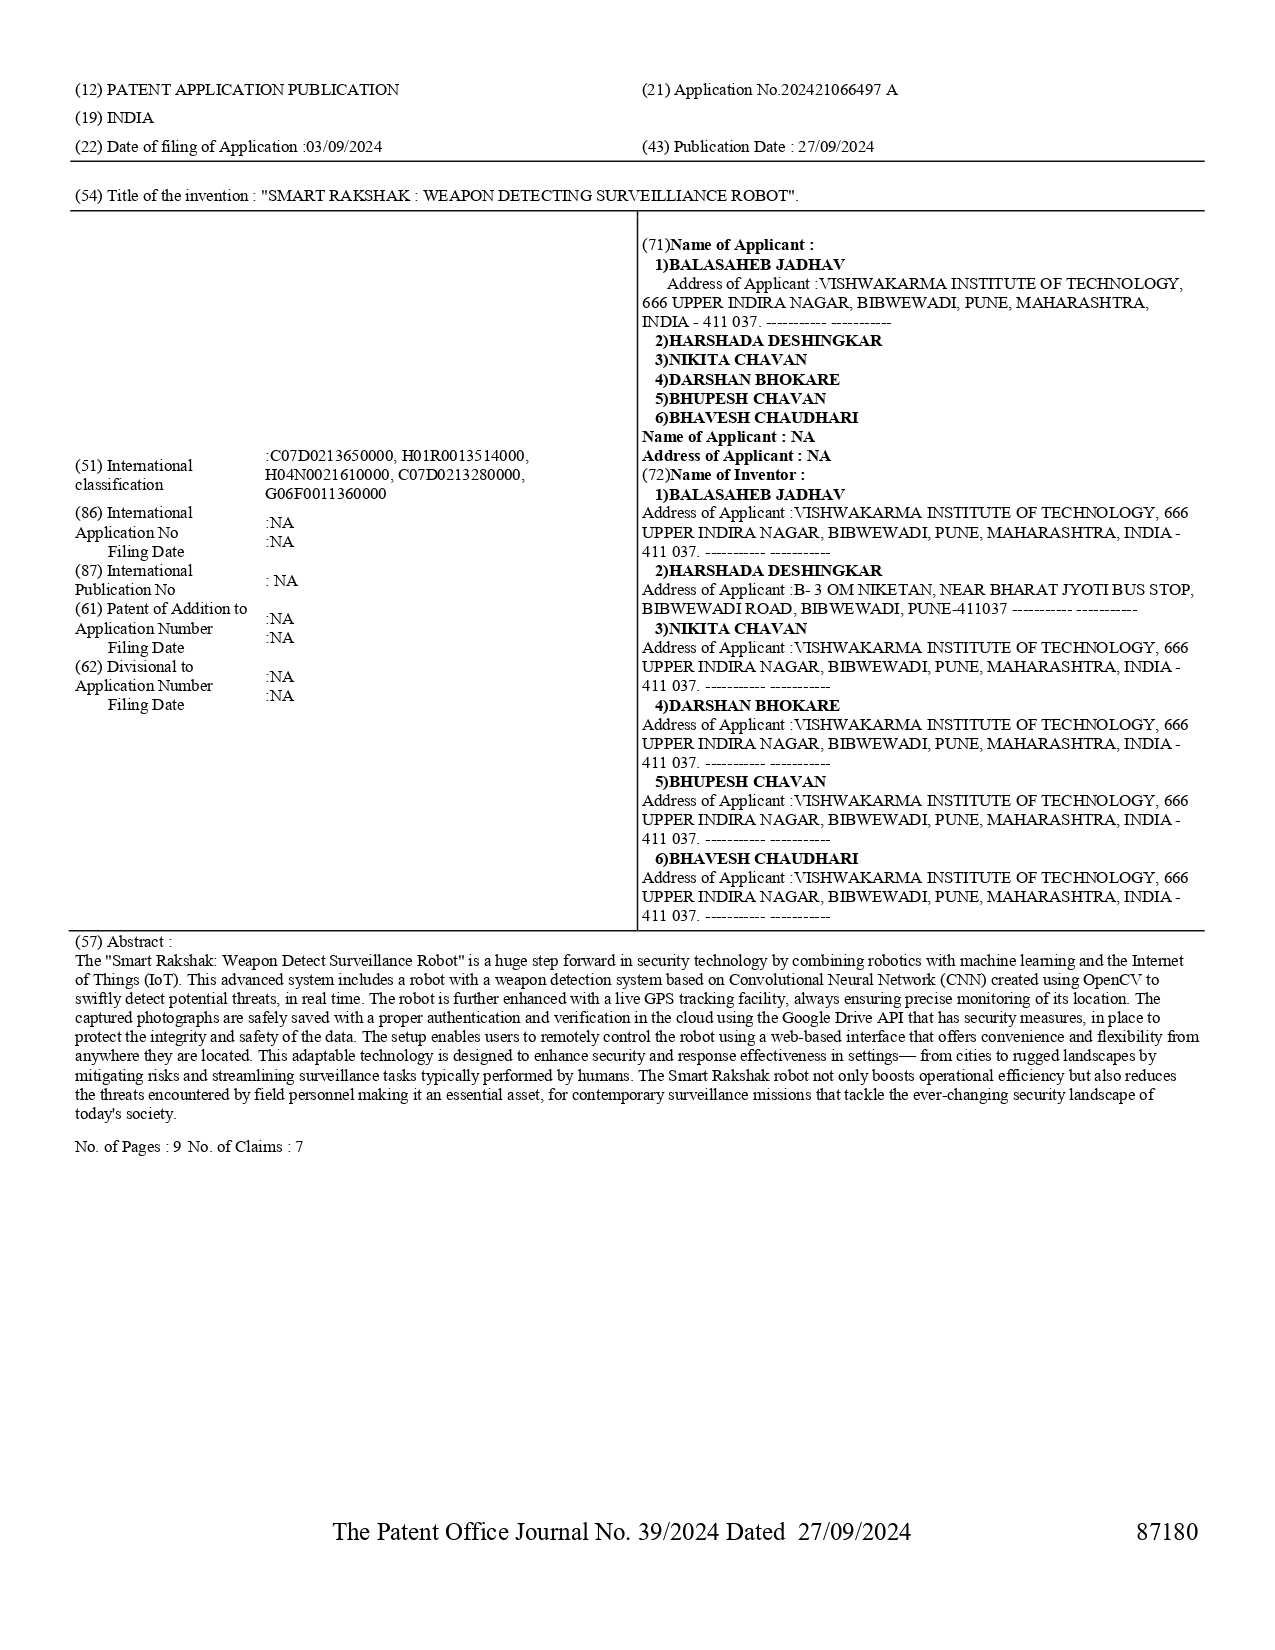 (12) PATENT APPLICATION PUBLICATION
(21) Application No.202421066497 A
(19) INDIA
(22) Date of filing of Application :03/09/2024
(43) Publication Date : 27/09/2024
(54) Title of the invention : "SMART RAKSHAK : WEAPON DETECTING SURVEILLIANCE ROBOT".
(51) International
classification
:C07D0213650000, H01R0013514000,
H04N0021610000, C07D0213280000,
G06F0011360000
(86) International
Application No
Filing Date
:NA
:NA
(87) International
Publication No
: NA
(61) Patent of Addition to
Application Number
Filing Date
:NA
:NA
(62) Divisional to
Application Number
Filing Date
:NA
:NA
(71)Name of Applicant :
1)BALASAHEB JADHAV
Address of Applicant :VISHWAKARMA INSTITUTE OF TECHNOLOGY,
666 UPPER INDIRA NAGAR, BIBWEWADI, PUNE, MAHARASHTRA,
INDIA - 411 037. ----------- -----------
2)HARSHADA DESHINGKAR
3)NIKITA CHAVAN
4)DARSHAN BHOKARE
5)BHUPESH CHAVAN
6)BHAVESH CHAUDHARI
Name of Applicant : NA
Address of Applicant : NA
(72)Name of Inventor :
1)BALASAHEB JADHAV
Address of Applicant :VISHWAKARMA INSTITUTE OF TECHNOLOGY, 666
UPPER INDIRA NAGAR, BIBWEWADI, PUNE, MAHARASHTRA, INDIA -
411 037. ----------- -----------
2)HARSHADA DESHINGKAR
Address of Applicant :B- 3 OM NIKETAN, NEAR BHARAT JYOTI BUS STOP,
BIBWEWADI ROAD, BIBWEWADI, PUNE-411037 ----------- -----------
3)NIKITA CHAVAN
Address of Applicant :VISHWAKARMA INSTITUTE OF TECHNOLOGY, 666
UPPER INDIRA NAGAR, BIBWEWADI, PUNE, MAHARASHTRA, INDIA -
411 037. ----------- -----------
4)DARSHAN BHOKARE
Address of Applicant :VISHWAKARMA INSTITUTE OF TECHNOLOGY, 666
UPPER INDIRA NAGAR, BIBWEWADI, PUNE, MAHARASHTRA, INDIA -
411 037. ----------- -----------
5)BHUPESH CHAVAN
Address of Applicant :VISHWAKARMA INSTITUTE OF TECHNOLOGY, 666
UPPER INDIRA NAGAR, BIBWEWADI, PUNE, MAHARASHTRA, INDIA -
411 037. ----------- -----------
6)BHAVESH CHAUDHARI
Address of Applicant :VISHWAKARMA INSTITUTE OF TECHNOLOGY, 666
UPPER INDIRA NAGAR, BIBWEWADI, PUNE, MAHARASHTRA, INDIA -
411 037. ----------- -----------
(57) Abstract :
The "Smart Rakshak: Weapon Detect Surveillance Robot" is a huge step forward in security technology by combining robotics with machine learning and the Internet
of Things (IoT). This advanced system includes a robot with a weapon detection system based on Convolutional Neural Network (CNN) created using OpenCV to
swiftly detect potential threats, in real time. The robot is further enhanced with a live GPS tracking facility, always ensuring precise monitoring of its location. The
captured photographs are safely saved with a proper authentication and verification in the cloud using the Google Drive API that has security measures, in place to
protect the integrity and safety of the data. The setup enables users to remotely control the robot using a web-based interface that offers convenience and flexibility from
anywhere they are located. This adaptable technology is designed to enhance security and response effectiveness in settings— from cities to rugged landscapes by
mitigating risks and streamlining surveillance tasks typically performed by humans. The Smart Rakshak robot not only boosts operational efficiency but also reduces
the threats encountered by field personnel making it an essential asset, for contemporary surveillance missions that tackle the ever-changing security landscape of
today's society.
No. of Pages : 9 No. of Claims : 7
The Patent Office Journal No. 39/2024 Dated 27/09/2024
87180